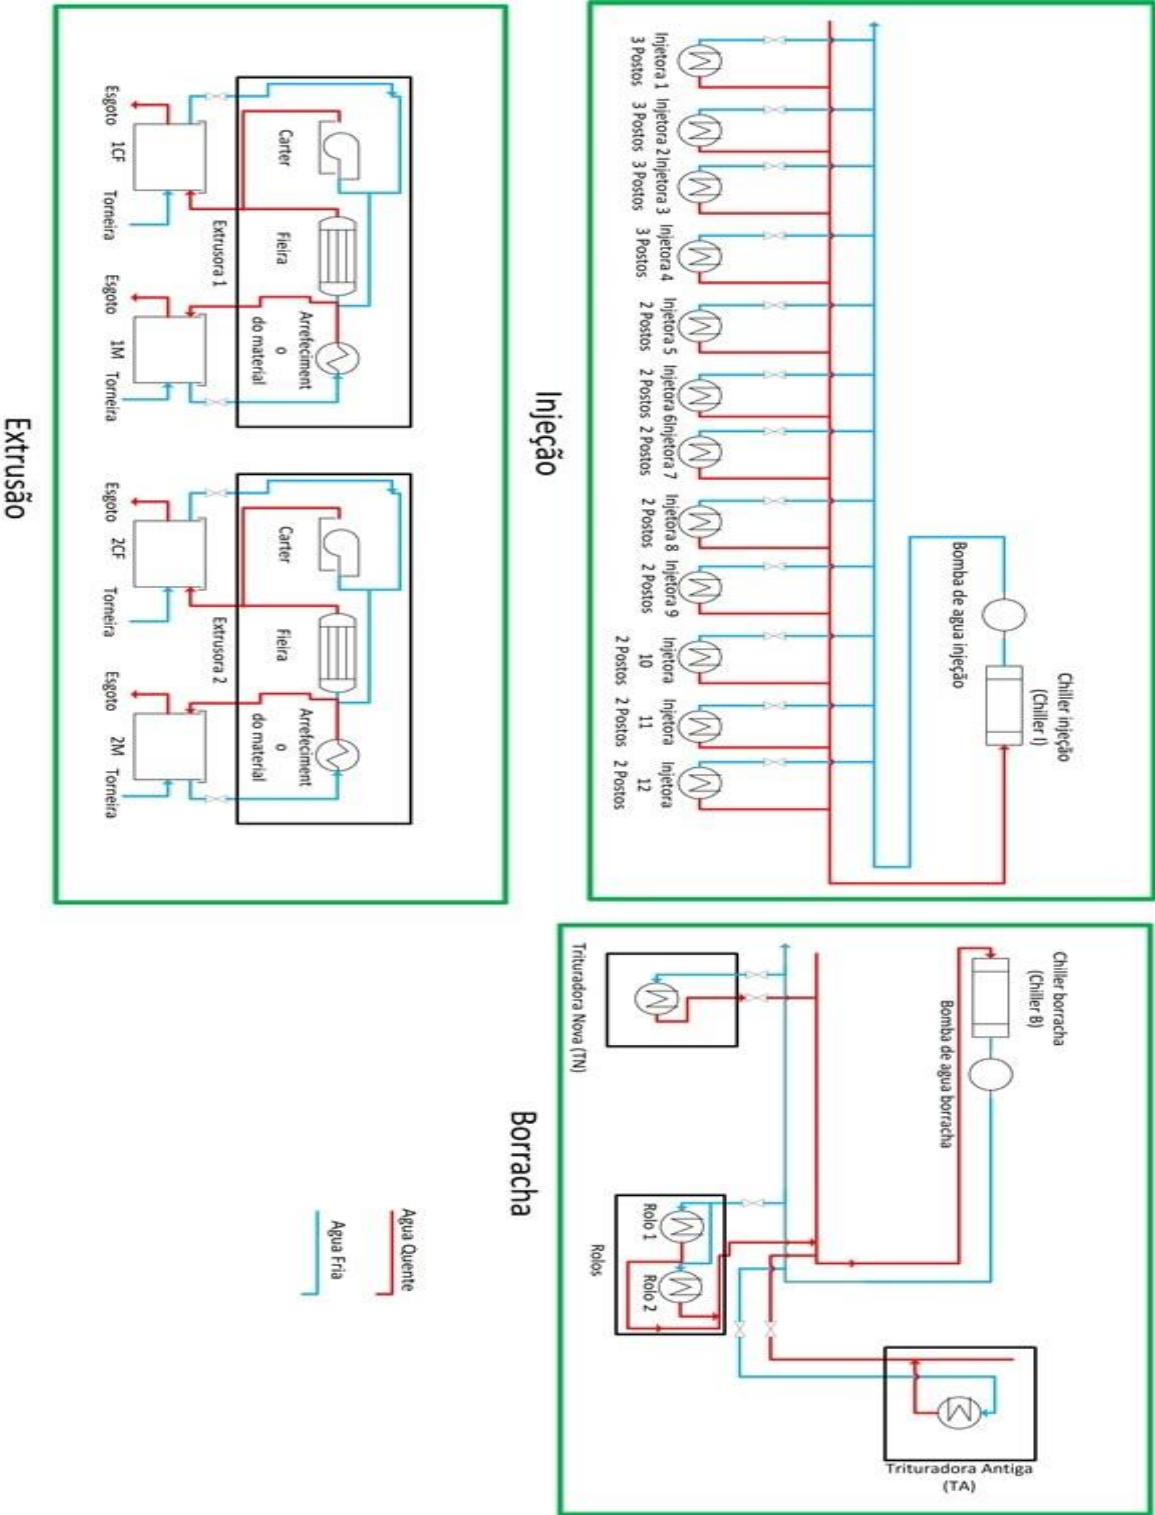 Chiller injeção
(Chiller I)
Bomba de agua injeção
Injetora 1
3 Postos
Injetora 2
3 Postos
Injetora 3
3 Postos
Injetora 4
3 Postos
Injetora 5
2 Postos
Injetora 6
2 Postos
Injetora 7
2 Postos
Injetora 8
2 Postos
Injetora 9
2 Postos
Injetora
10
2 Postos
Injetora
11
2 Postos
Injetora
12
2 Postos
Injeção
Chiller borracha
(Chiller B)
Bomba de agua borracha
Trituradora Nova (TN)
Rolo 1
Rolo 2
Rolos
Trituradora Antiga
(TA)
Borracha
Carter
Fieira
Arrefeciment
o
do material
Extrusora 1
Esgoto
1CF
Torneira
Esgoto
1M
Torneira
Carter
Fieira
Arrefeciment
o
do material
Extrusora 2
Esgoto
2CF
Torneira
Esgoto
2M
Torneira
Extrusão
Agua Quente
Agua Fria